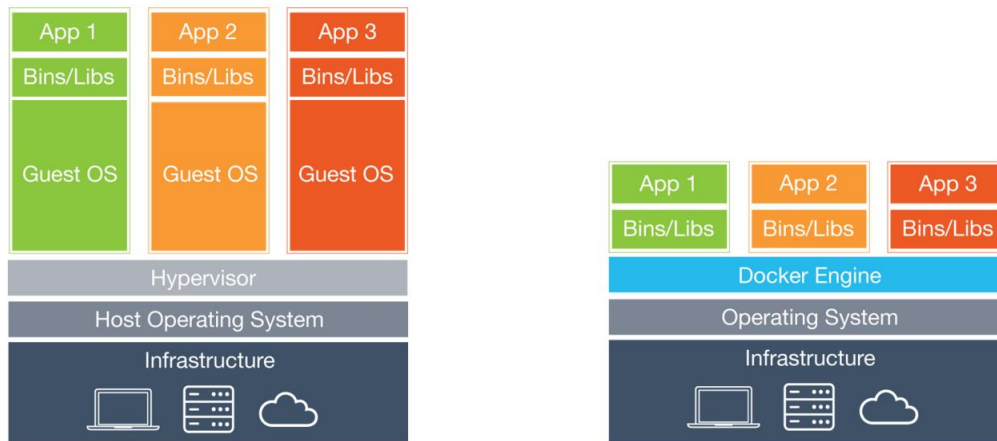 App 1
App 2
App 3
Bins/Libs
Bins/Libs
Bins/Libs
Guest OS
Guest OS
Guest OS
Hypervisor
Host Operating System
Infrastructure
App 1
App 2
App 3
Bins/Libs
Bins/Libs
Bins/Libs
Docker Engine
Operating System
Infrastructure